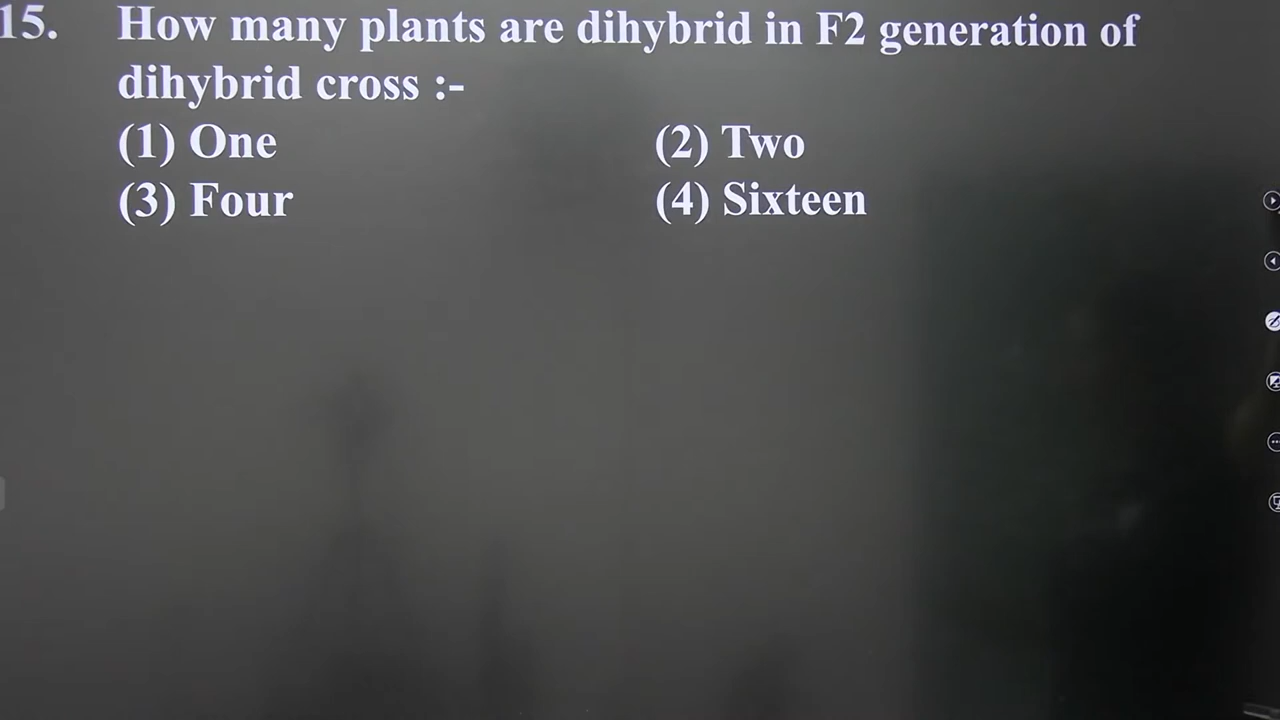 15. How many plants are dihybrid in F2 generation of
dihybrid cross :-
(1) One (2) Two
(3) Four (4) Sixteen